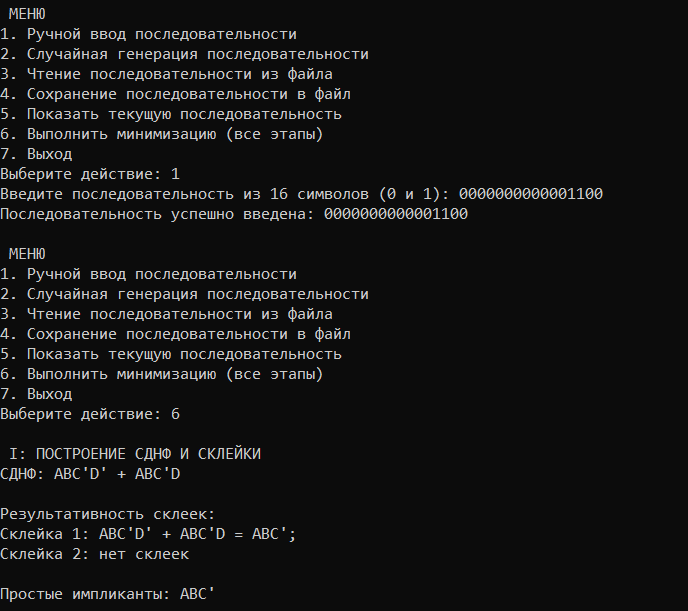 МЕНЮ
1. Ручной ввод последовательности
2. Случайная генерация последовательности
3. Чтение последовательности из файла
4. Сохранение последовательности в файл
5. Показать текущую последовательность
6. Выполнить минимизацию (все этапы)
7. Выход
Выберите действие: 1
Введите последовательность из 16 символов (0 и 1): 0000000000001100
Последовательность успешно введена: 0000000000001100
МЕНЮ
1. Ручной ввод последовательности
2. Случайная генерация последовательности
3. Чтение последовательности из файла
4. Сохранение последовательности в файл
5. Показать текущую последовательность
6. Выполнить минимизацию (все этапы)
7. Выход
Выберите действие: 6
I: ПОСТРОЕНИЕ СДНФ И СКЛЕЙКИ
СДНФ: ABC'D' + ABC'D
Результативность склеек:
Склейка 1: ABC'D' + ABC'D = ABC';
Склейка 2: нет склеек
Простые импликанты: ABC'